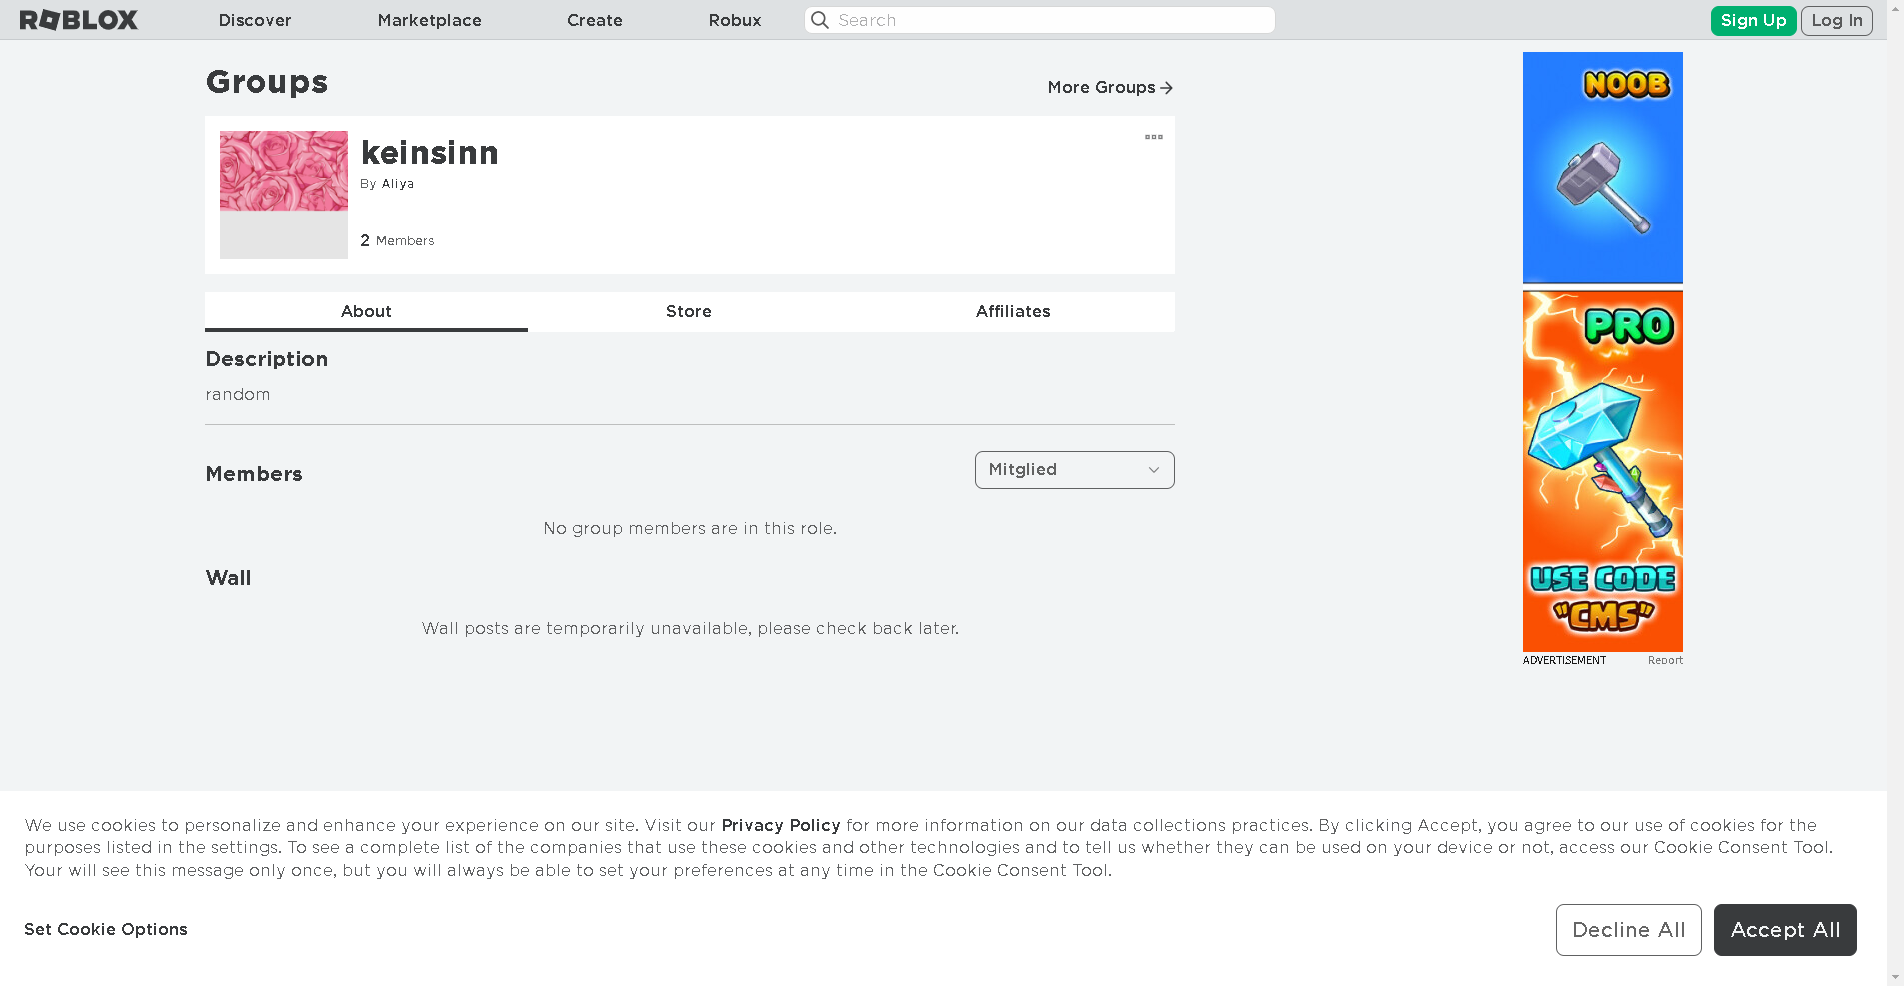 ROBLOX
Discover
Marketplace
Create
Robux
Search
Sign Up
Log In
Groups
More Groups
keinsinn
By Aliya
2 Members
About
Store
Affiliates
Description
random
Members
Mitglied
No group members are in this role.
Wall
Wall posts are temporarily unavailable, please check back later.
NOOB
PRO
USE CODE
"CMS"
ADVERTISEMENT
Report
We use cookies to personalize and enhance your experience on our site. Visit our Privacy Policy for more information on our data collections practices. By clicking Accept, you agree to our use of cookies for the
purposes listed in the settings. To see a complete list of the companies that use these cookies and other technologies and to tell us whether they can be used on your device or not, access our Cookie Consent Tool.
Your will see this message only once, but you will always be able to set your preferences at any time in the Cookie Consent Tool.
Set Cookie Options
Decline All
Accept All